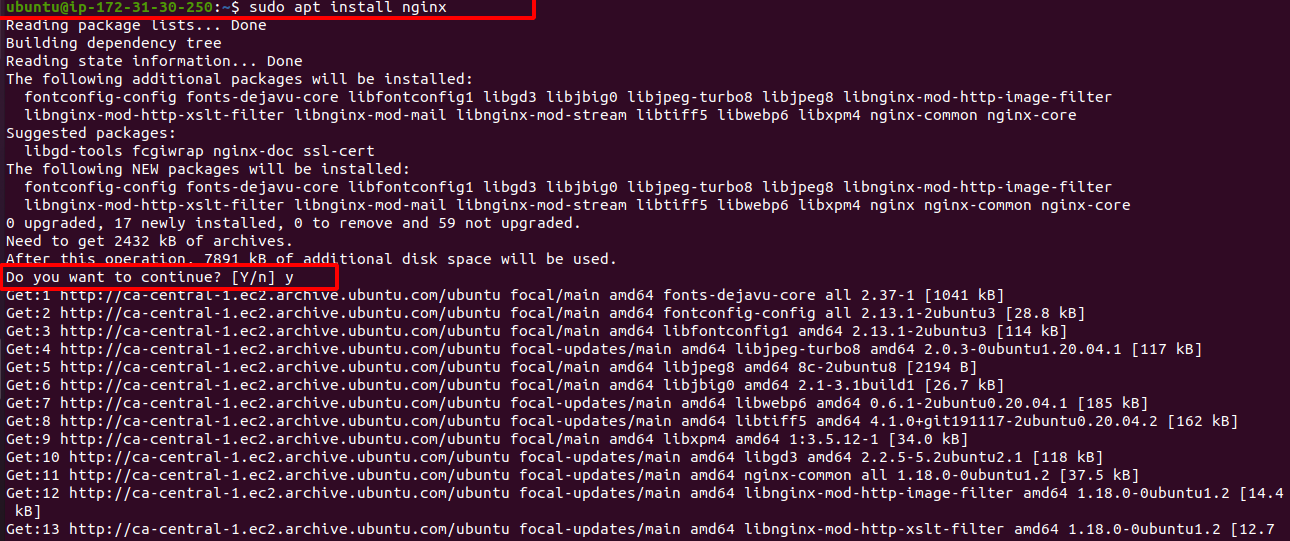 ubuntu@ip-172-31-30-250:~$ sudo apt install nginx
Reading package lists... Done
Building dependency tree
Reading state information... Done
The following additional packages will be installed:
  fontconfig-config fonts-dejavu-core libfontconfig1 libgd3 libjbig0 libjpeg-turbo8 libjpeg8 libnginx-mod-http-image-filter
  libnginx-mod-http-xslt-filter libnginx-mod-mail libnginx-mod-stream libtiff5 libwebp6 libxpm4 nginx-common nginx-core
Suggested packages:
  libgd-tools fcgiwrap nginx-doc ssl-cert
The following NEW packages will be installed:
  fontconfig-config fonts-dejavu-core libfontconfig1 libgd3 libjbig0 libjpeg-turbo8 libjpeg8 libnginx-mod-http-image-filter
  libnginx-mod-http-xslt-filter libnginx-mod-mail libnginx-mod-stream libtiff5 libwebp6 libxpm4 nginx nginx-common nginx-core
0 upgraded, 17 newly installed, 0 to remove and 59 not upgraded.
Need to get 2432 kB of archives.
After this operation, 7891 kB of additional disk space will be used.
Do you want to continue? [Y/n] y
Get:1 http://ca-central-1.ec2.archive.ubuntu.com/ubuntu focal/main amd64 fonts-dejavu-core all 2.37-1 [1041 kB]
Get:2 http://ca-central-1.ec2.archive.ubuntu.com/ubuntu focal/main amd64 fontconfig-config all 2.13.1-2ubuntu3 [28.8 kB]
Get:3 http://ca-central-1.ec2.archive.ubuntu.com/ubuntu focal/main amd64 libfontconfig1 amd64 2.13.1-2ubuntu3 [114 kB]
Get:4 http://ca-central-1.ec2.archive.ubuntu.com/ubuntu focal-updates/main amd64 libjpeg-turbo8 amd64 2.0.3-0ubuntu1.20.04.1 [117 kB]
Get:5 http://ca-central-1.ec2.archive.ubuntu.com/ubuntu focal/main amd64 libjpeg8 amd64 8c-2ubuntu8 [2194 B]
Get:6 http://ca-central-1.ec2.archive.ubuntu.com/ubuntu focal/main amd64 libjbig0 amd64 2.1-3.1build1 [26.7 kB]
Get:7 http://ca-central-1.ec2.archive.ubuntu.com/ubuntu focal-updates/main amd64 libwebp6 amd64 0.6.1-2ubuntu0.20.04.1 [185 kB]
Get:8 http://ca-central-1.ec2.archive.ubuntu.com/ubuntu focal-updates/main amd64 libtiff5 amd64 4.1.0+git191117-2ubuntu0.20.04.2 [162 kB]
Get:9 http://ca-central-1.ec2.archive.ubuntu.com/ubuntu focal/main amd64 libxpm4 amd64 1:3.5.12-1 [34.0 kB]
Get:10 http://ca-central-1.ec2.archive.ubuntu.com/ubuntu focal-updates/main amd64 libgd3 amd64 2.2.5-5.2ubuntu2.1 [118 kB]
Get:11 http://ca-central-1.ec2.archive.ubuntu.com/ubuntu focal-updates/main amd64 nginx-common all 1.18.0-0ubuntu1.2 [37.5 kB]
Get:12 http://ca-central-1.ec2.archive.ubuntu.com/ubuntu focal-updates/main amd64 libnginx-mod-http-image-filter amd64 1.18.0-0ubuntu1.2 [14.4
 kB]
Get:13 http://ca-central-1.ec2.archive.ubuntu.com/ubuntu focal-updates/main amd64 libnginx-mod-http-xslt-filter amd64 1.18.0-0ubuntu1.2 [12.7